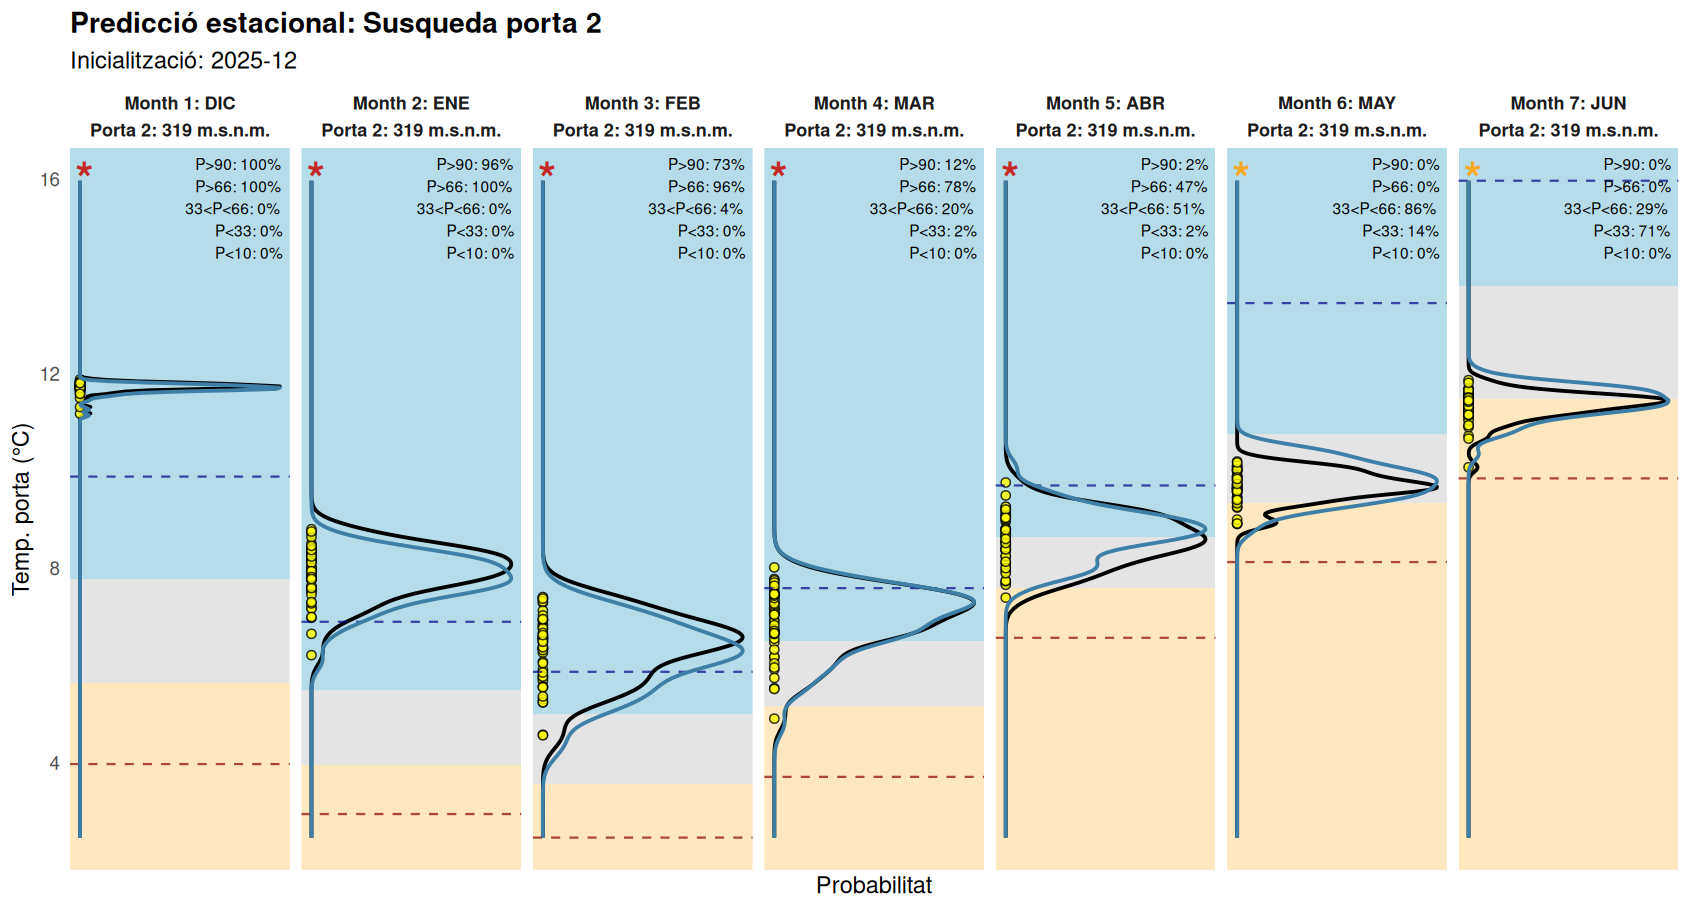 Predicció estacional: Susqueda porta 2
Inicialització: 2025-12
Month 1: DIC
Porta 2: 319 m.s.n.m.
Month 2: ENE
Porta 2: 319 m.s.n.m.
Month 3: FEB
Porta 2: 319 m.s.n.m.
Month 4: MAR
Porta 2: 319 m.s.n.m.
Month 5: ABR
Porta 2: 319 m.s.n.m.
Month 6: MAY
Porta 2: 319 m.s.n.m.
Month 7: JUN
Porta 2: 319 m.s.n.m.
Temp. porta (°C)
16
12
8
4
*
P>90: 100%
P>66: 100%
33<P<66: 0%
P<33: 0%
P<10: 0%
*
P>90: 96%
P>66: 100%
33<P<66: 0%
P<33: 0%
P<10: 0%
*
P>90: 73%
P>66: 96%
33<P<66: 4%
P<33: 0%
P<10: 0%
*
P>90: 12%
P>66: 78%
33<P<66: 20%
P<33: 2%
P<10: 0%
*
P>90: 2%
P>66: 47%
33<P<66: 51%
P<33: 2%
P<10: 0%
*
P>90: 0%
P>66: 0%
33<P<66: 86%
P<33: 14%
P<10: 0%
*
P>90: 0%
P>66: 0%
33<P<66: 29%
P<33: 71%
P<10: 0%
Probabilitat